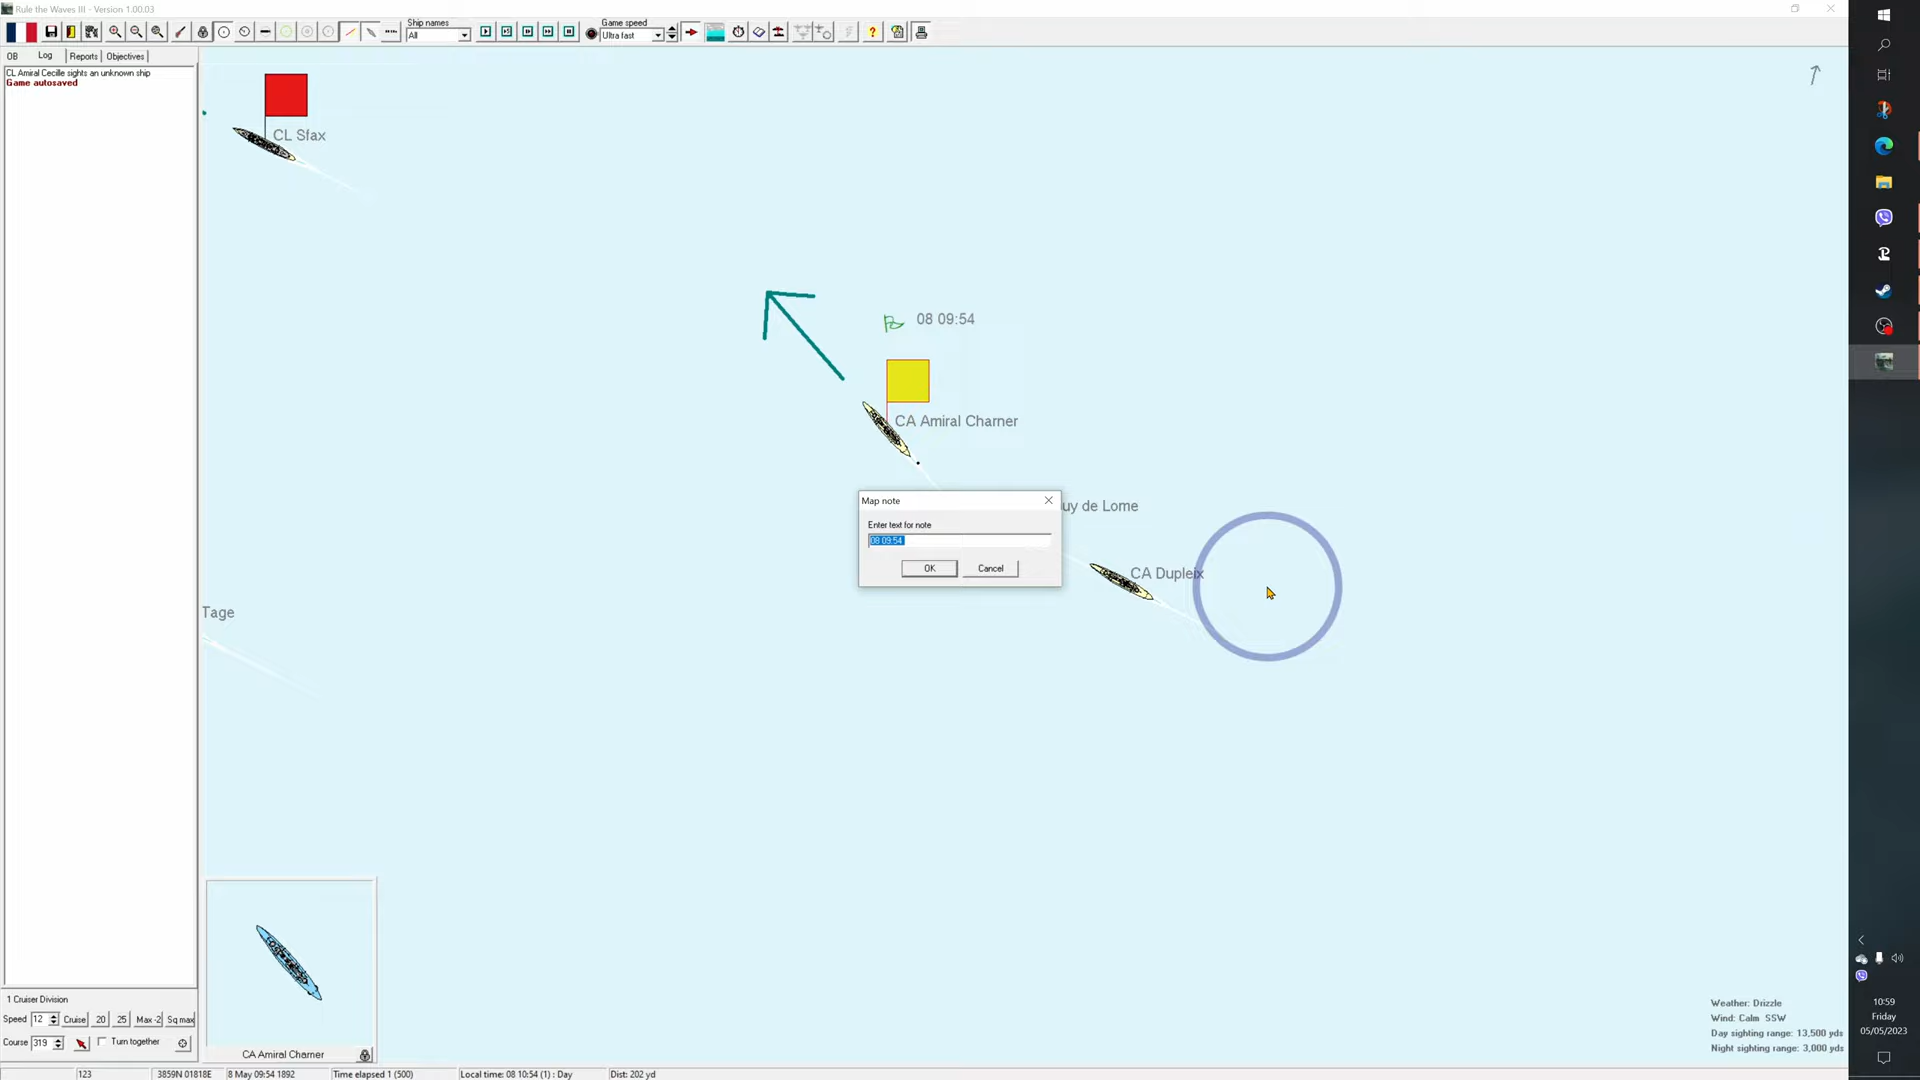 Rule the Waves III - Version 1.00.03
Ship names
All
Game speed
Ultra fast
OB
Log
Reports
Objectives
CL Amiral Cecille sights an unknown ship
Game autosaved
CL Sfax
08 09:54
CA Amiral Charner
Map note
Enter text for note
08 09:54
OK
Cancel
uy de Lome
CA Dupleix
Tage
CA Amiral Charner
1 Cruiser Division
Speed 12 Cruise 20 25 Max -2 Sq max
Course 319 Turn together
Weather: Drizzle
Wind: Calm SSW
Day sighting range: 13,500 yds
Night sighting range: 3,000 yds
123
3859N 01818E
8 May 09:54 1892
Time elapsed 1 (500)
Local time: 08 10:54 (1) : Day
Dist: 202 yd
10:59
Friday
05/05/2023